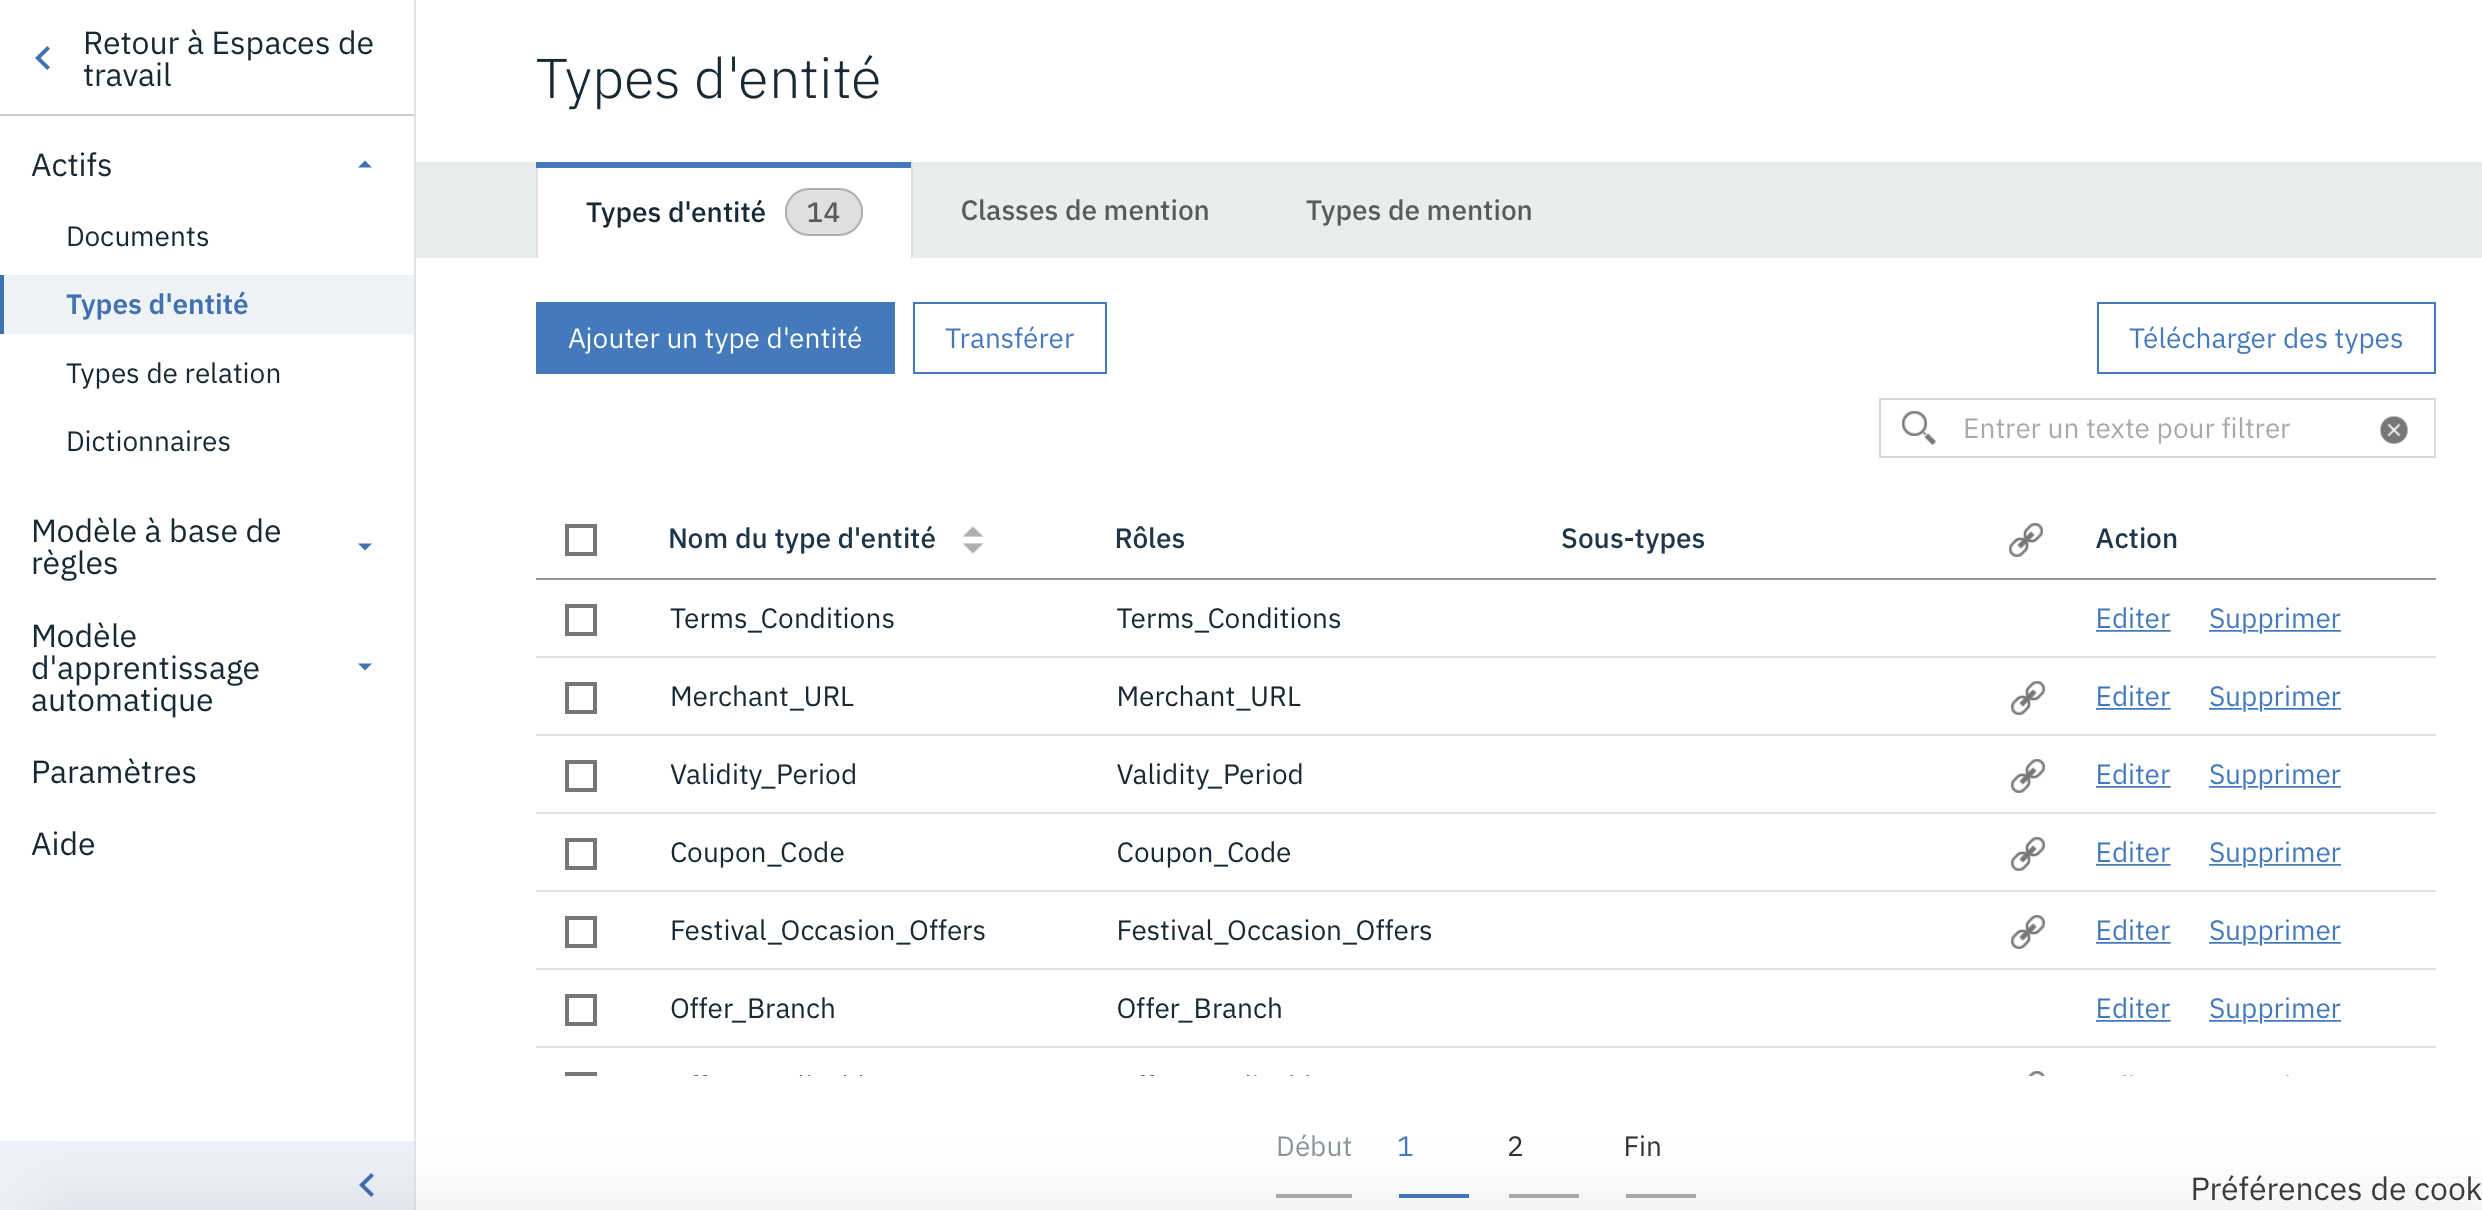 Retour à Espaces de
travail
Actifs
Documents
Types d'entité
Types de relation
Dictionnaires
Modèle à base de
règles
Modèle
d'apprentissage
automatique
Paramètres
Aide
Types d'entité
Types d'entité 14 Classes de mention Types de mention
Ajouter un type d'entité Transférer Télécharger des types
Entrer un texte pour filtrer
Nom du type d'entité Rôles Sous-types Action
Terms_Conditions Terms_Conditions Editer Supprimer
Merchant_URL Merchant_URL Editer Supprimer
Validity_Period Validity_Period Editer Supprimer
Coupon_Code Coupon_Code Editer Supprimer
Festival_Occasion_Offers Festival_Occasion_Offers Editer Supprimer
Offer_Branch Offer_Branch Editer Supprimer
Début 1 2 Fin
Préférences de cook